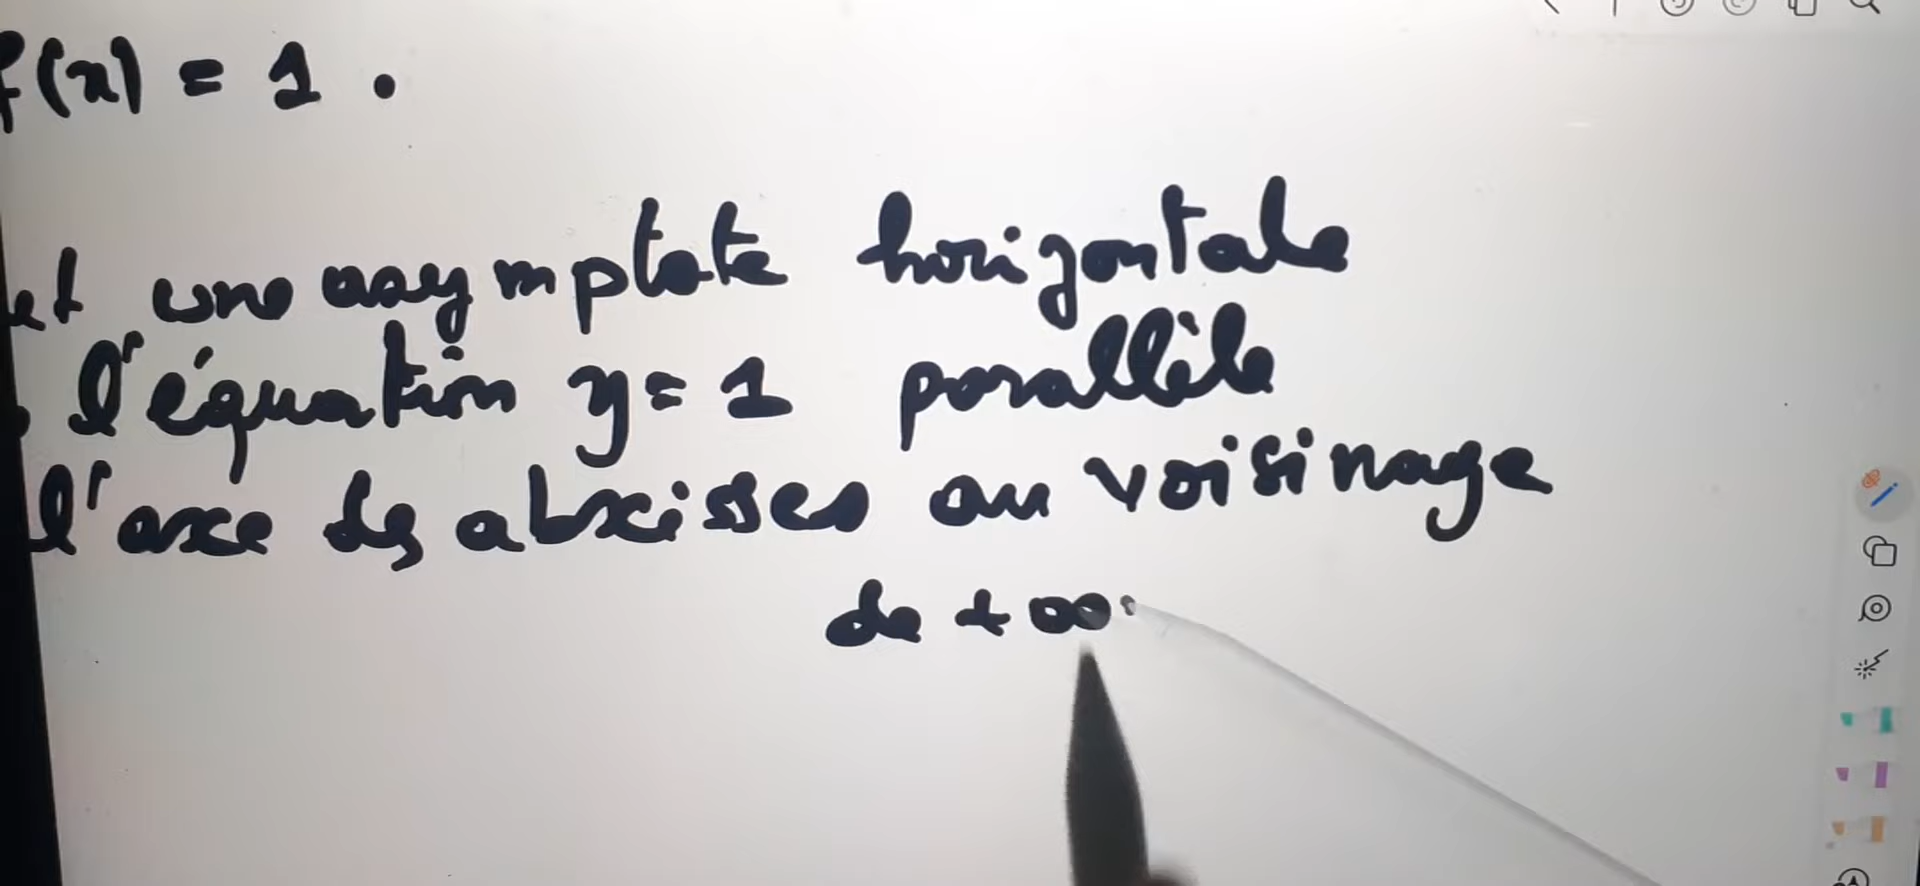 f(x) = 1 .
et une asymptote horizontale
l'équation y = 1 parallèle
l'axe des abscisses au voisinage
de +∞.